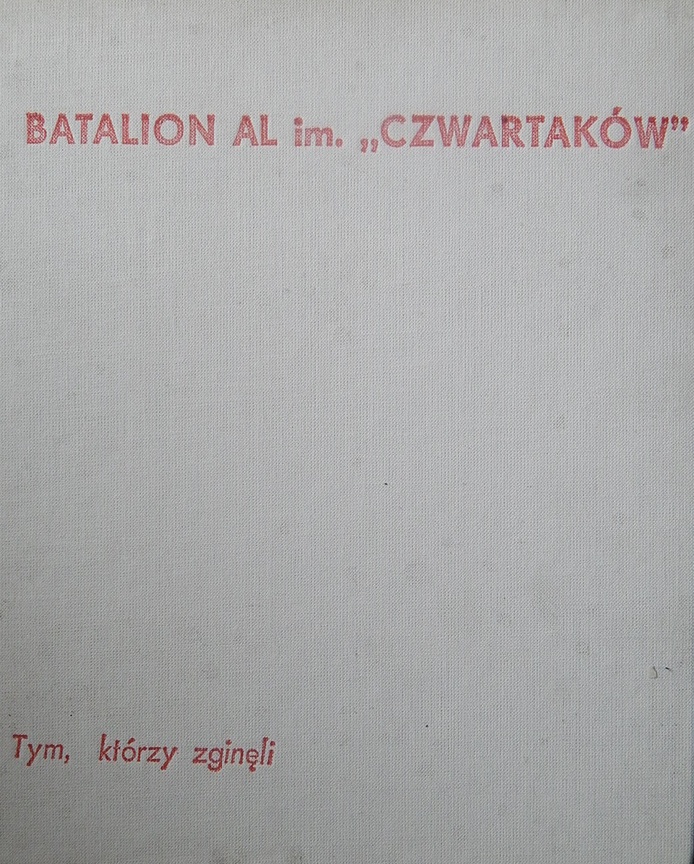 BATALION AL im. „CZWARTAKÓW”
Tym, którzy zginęli